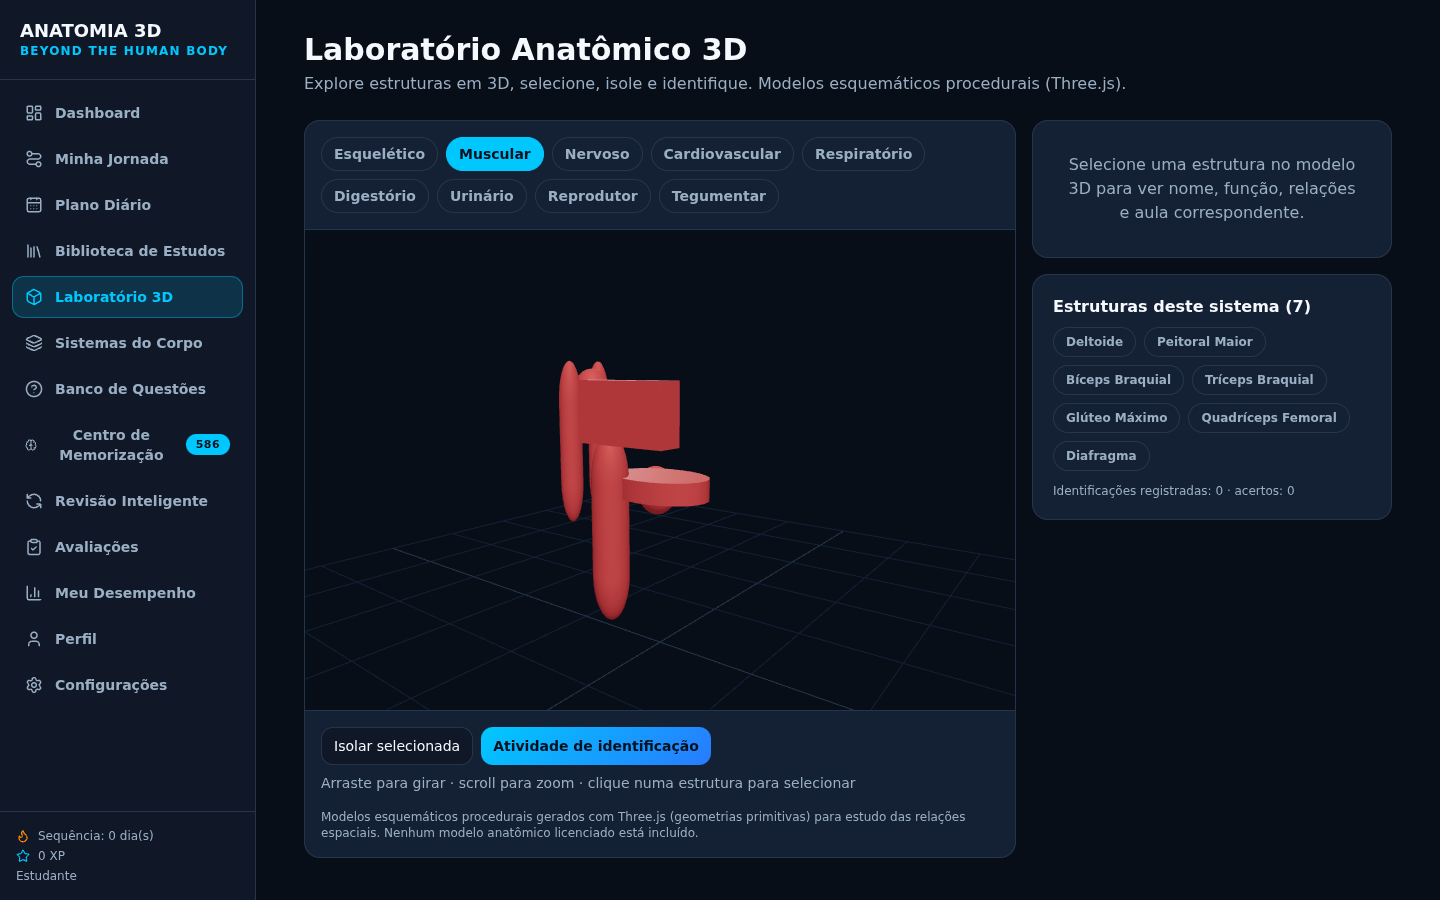 ANATOMIA 3D
BEYOND THE HUMAN BODY
Dashboard
Minha Jornada
Plano Diário
Biblioteca de Estudos
Laboratório 3D
Sistemas do Corpo
Banco de Questões
Centro de
Memorização
586
Revisão Inteligente
Avaliações
Meu Desempenho
Perfil
Configurações
Sequência: 0 dia(s)
0 XP
Estudante
Laboratório Anatômico 3D
Explore estruturas em 3D, selecione, isole e identifique. Modelos esquemáticos procedurais (Three.js).
Esquelético Muscular Nervoso Cardiovascular Respiratório
Digestório Urinário Reprodutor Tegumentar
Isolar selecionada Atividade de identificação
Arraste para girar · scroll para zoom · clique numa estrutura para selecionar
Modelos esquemáticos procedurais gerados com Three.js (geometrias primitivas) para estudo das relações
espaciais. Nenhum modelo anatômico licenciado está incluído.
Selecione uma estrutura no modelo
3D para ver nome, função, relações
e aula correspondente.
Estruturas deste sistema (7)
Deltoide Peitoral Maior
Bíceps Braquial Tríceps Braquial
Glúteo Máximo Quadríceps Femoral
Diafragma
Identificações registradas: 0 · acertos: 0